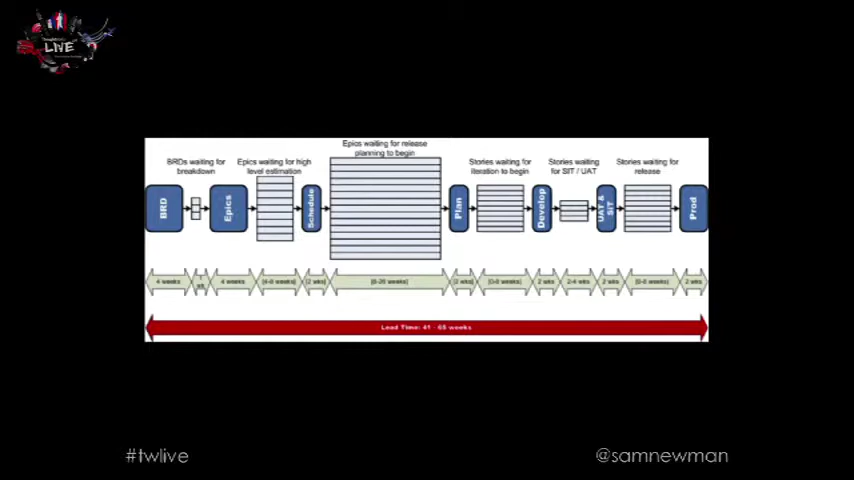 LIVE
BRDs waiting for
breakdown
Epics waiting for high
level estimation
Epics waiting for release
planning to begin
Stories waiting for
iteration to begin
Stories waiting
for SIT / UAT
Stories waiting for
release
BRD
Epics
Schedule
Plan
Develop
UAT &
SIT
Prod
4 weeks
4 weeks
[2 wks]
[2 wks]
2 wks
2-4 wks
2 wks
2 wks
Lead Time: 41 - 65 weeks
#twlive
@samnewman